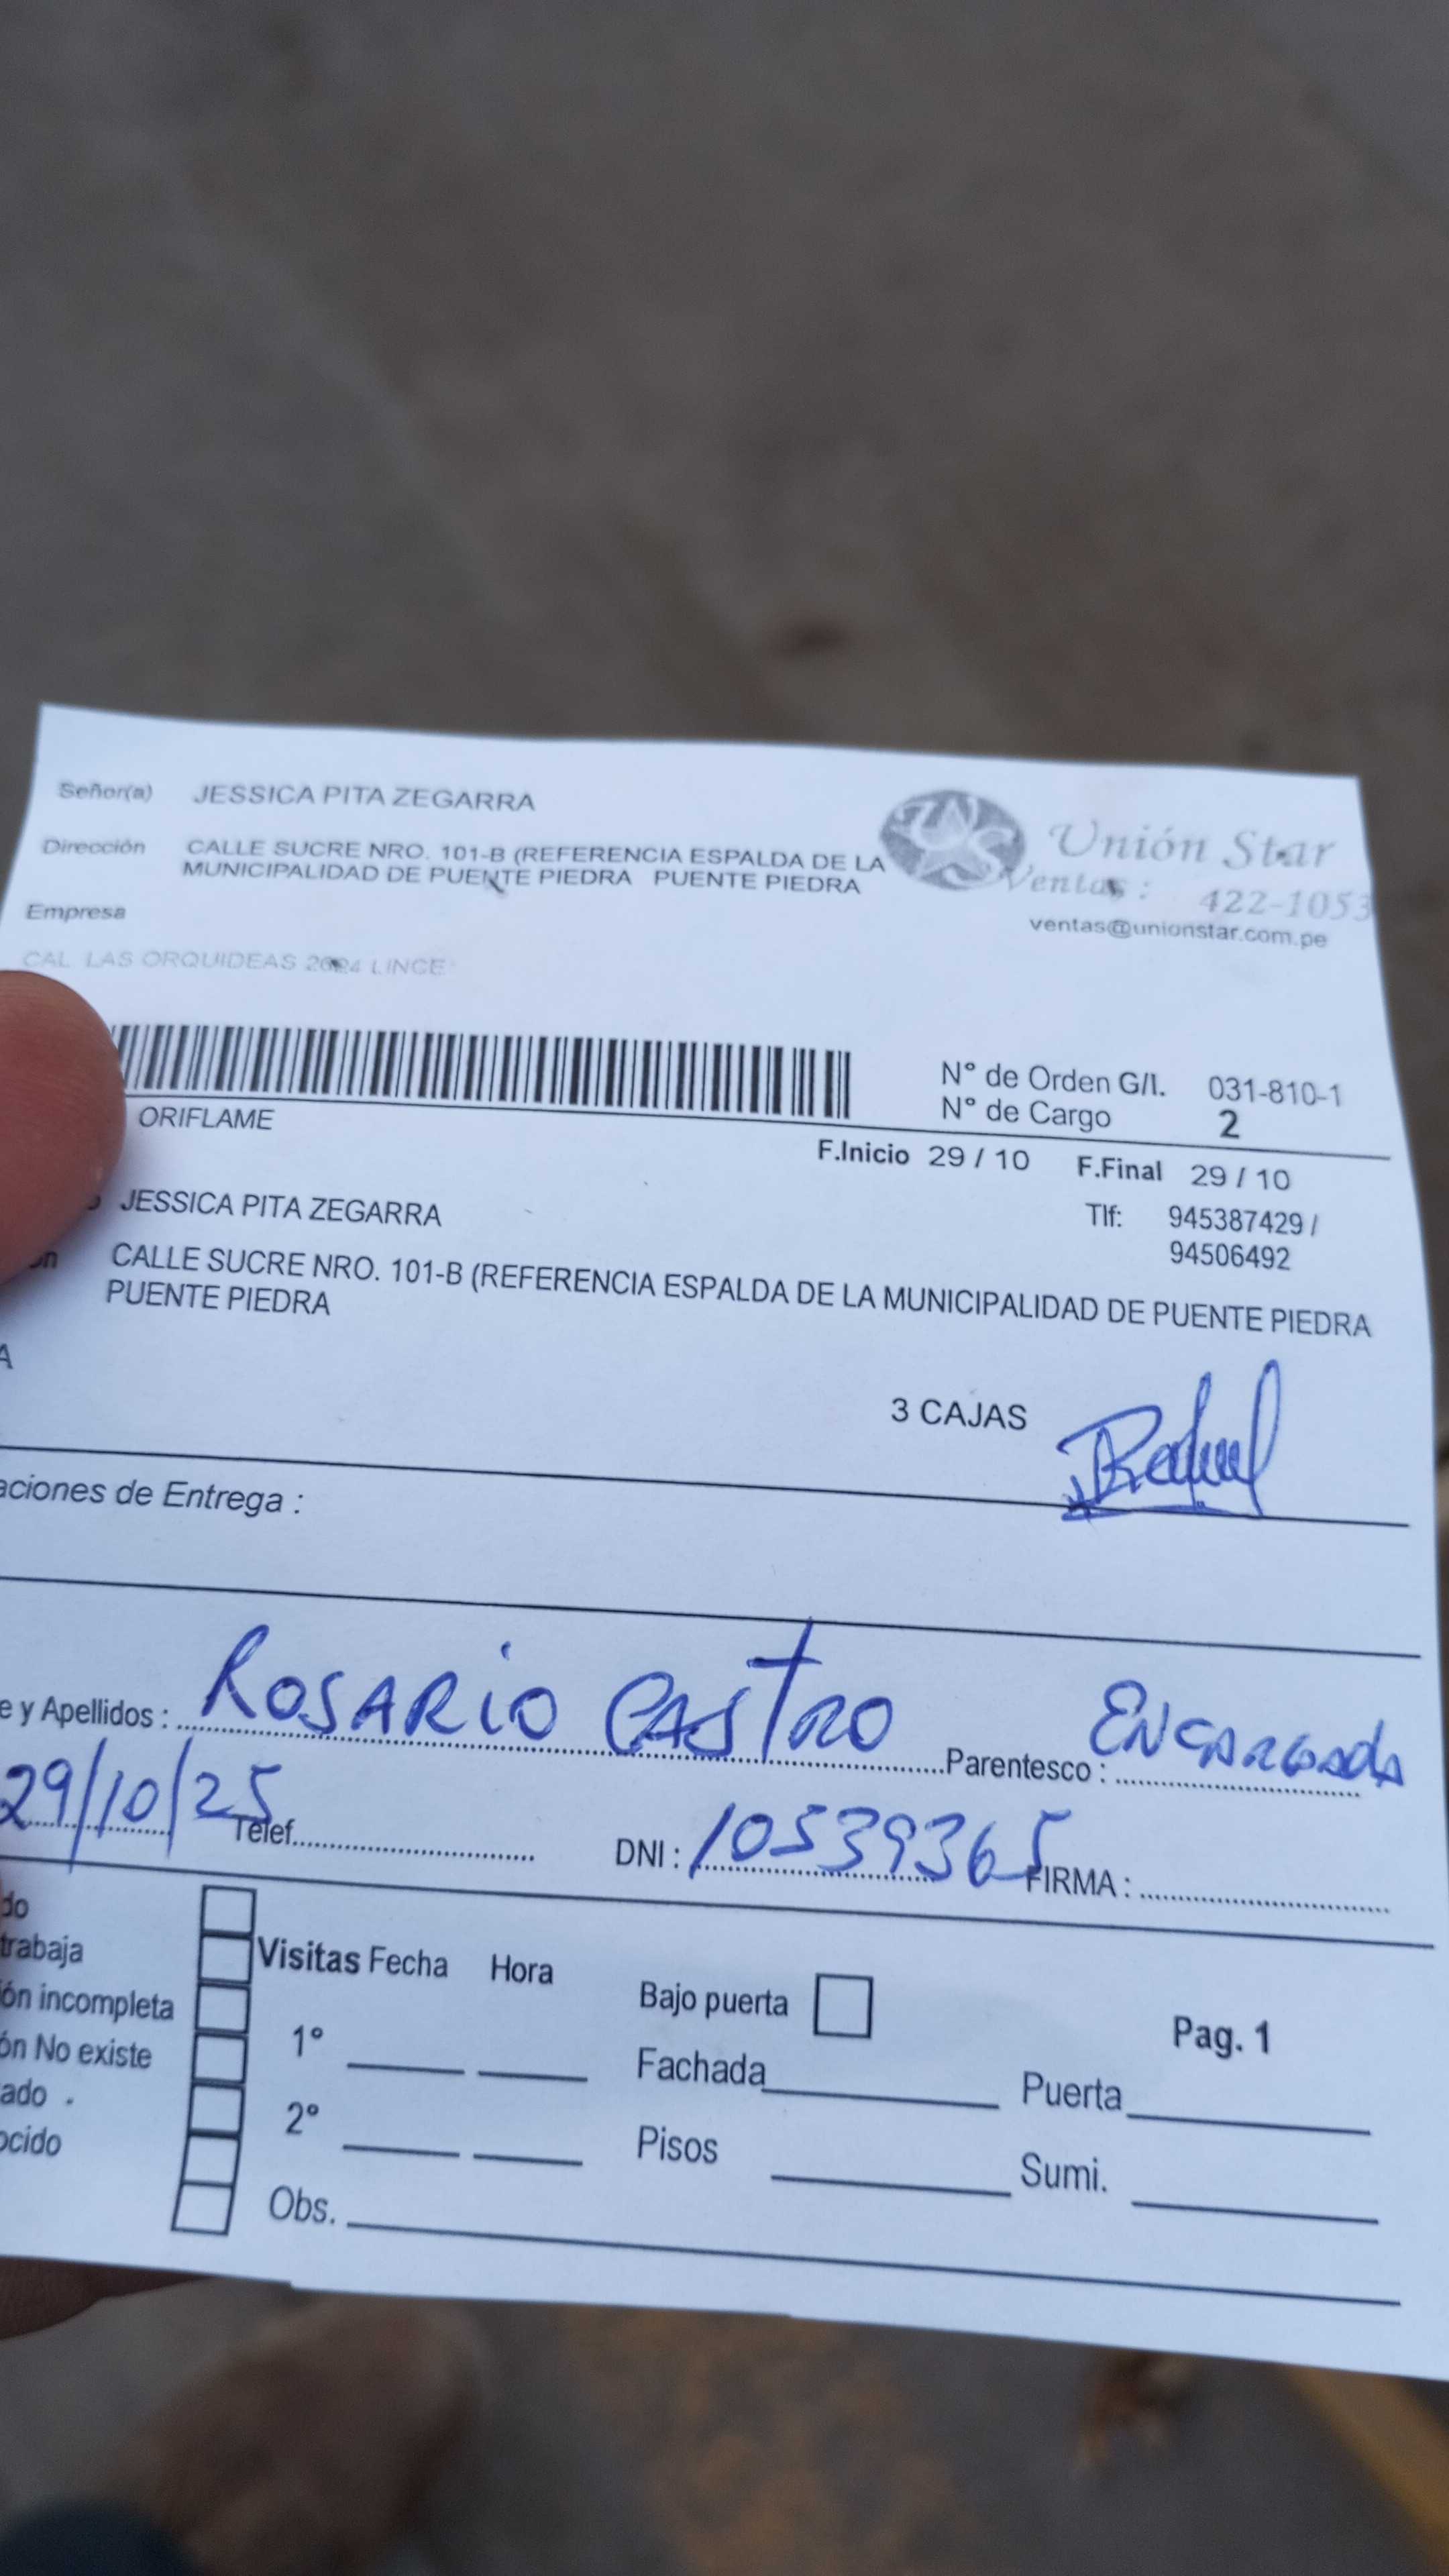 Señor(a) JESSICA PITA ZEGARRA
Dirección CALLE SUCRE NRO. 101-B (REFERENCIA ESPALDA DE LA
MUNICIPALIDAD DE PUENTE PIEDRA PUENTE PIEDRA
Unión Star
Ventas : 422-1053
ventas@unionstar.com.pe
Empresa
CAL LAS ORQUIDEAS 2624 LINCE
N° de Orden G/I. 031-810-1
N° de Cargo 2
ORIFLAME
F.Inicio 29 / 10 F.Final 29 / 10
JESSICA PITA ZEGARRA
Tlf: 945387429 /
94506492
CALLE SUCRE NRO. 101-B (REFERENCIA ESPALDA DE LA MUNICIPALIDAD DE PUENTE PIEDRA
PUENTE PIEDRA
A
3 CAJAS
aciones de Entrega :
e y Apellidos : ROSARIO CASTRO Parentesco : ENCARGADA
29/10/25 Telef. DNI : 10539365 FIRMA :
do
trabaja
ón incompleta
ón No existe
ado
ocido
Visitas Fecha Hora
1°
2°
Obs.
Bajo puerta
Fachada
Pisos
Pag. 1
Puerta
Sumi.